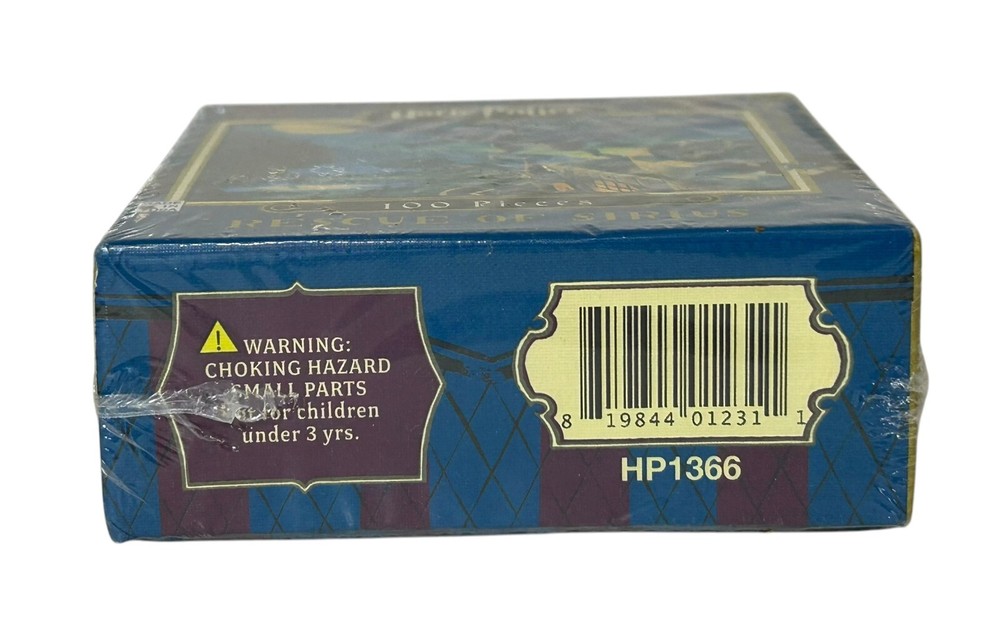 Harry Potter
100 Pieces
RESCUE OF SIRIUS
WARNING:
CHOKING HAZARD
SMALL PARTS
Not for children
under 3 yrs.
8 19844 01231 1
HP1366